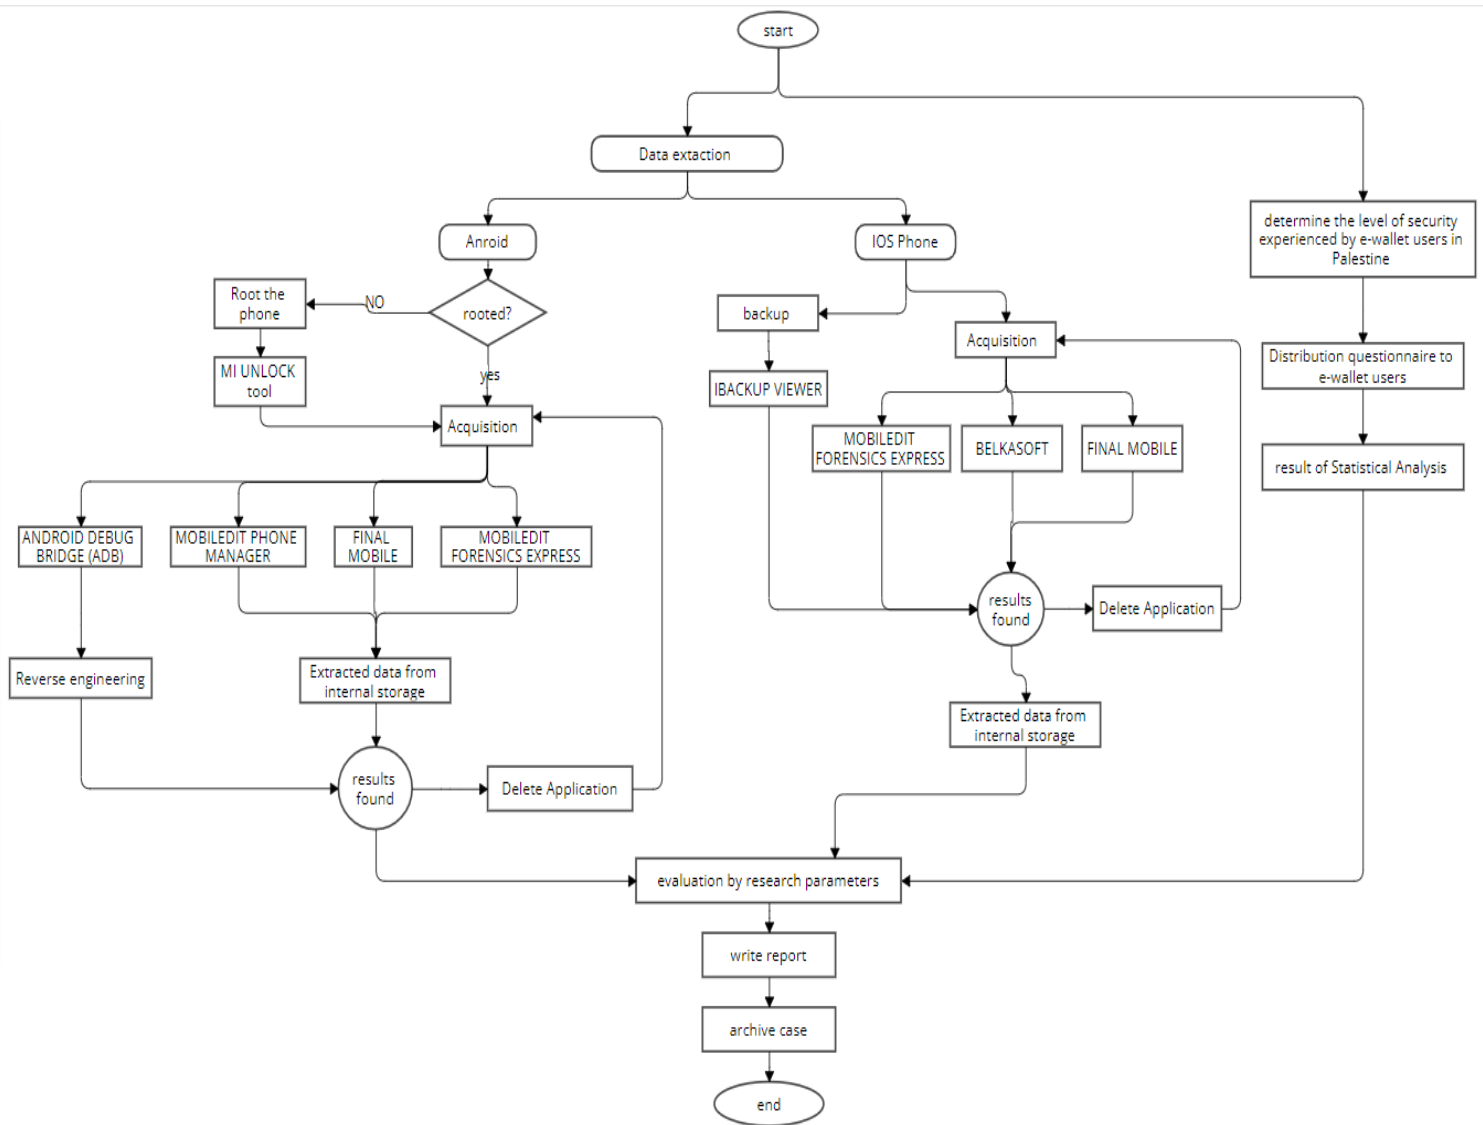 start
Data extaction
determine the level of security
experienced by e-wallet users in
Palestine
Anroid
IOS Phone
Root the
phone
NO
rooted?
backup
Acquisition
MI UNLOCK
tool
yes
IBACKUP VIEWER
Distribution questionnaire to
e-wallet users
Acquisition
MOBILEDIT
FORENSICS EXPRESS
BELKASOFT
FINAL MOBILE
result of Statistical Analysis
ANDROID DEBUG
BRIDGE (ADB)
MOBILEDIT PHONE
MANAGER
FINAL
MOBILE
MOBILEDIT
FORENSICS EXPRESS
results
found
Delete Application
Reverse engineering
Extracted data from
internal storage
Extracted data from
internal storage
results
found
Delete Application
evaluation by research parameters
write report
archive case
end